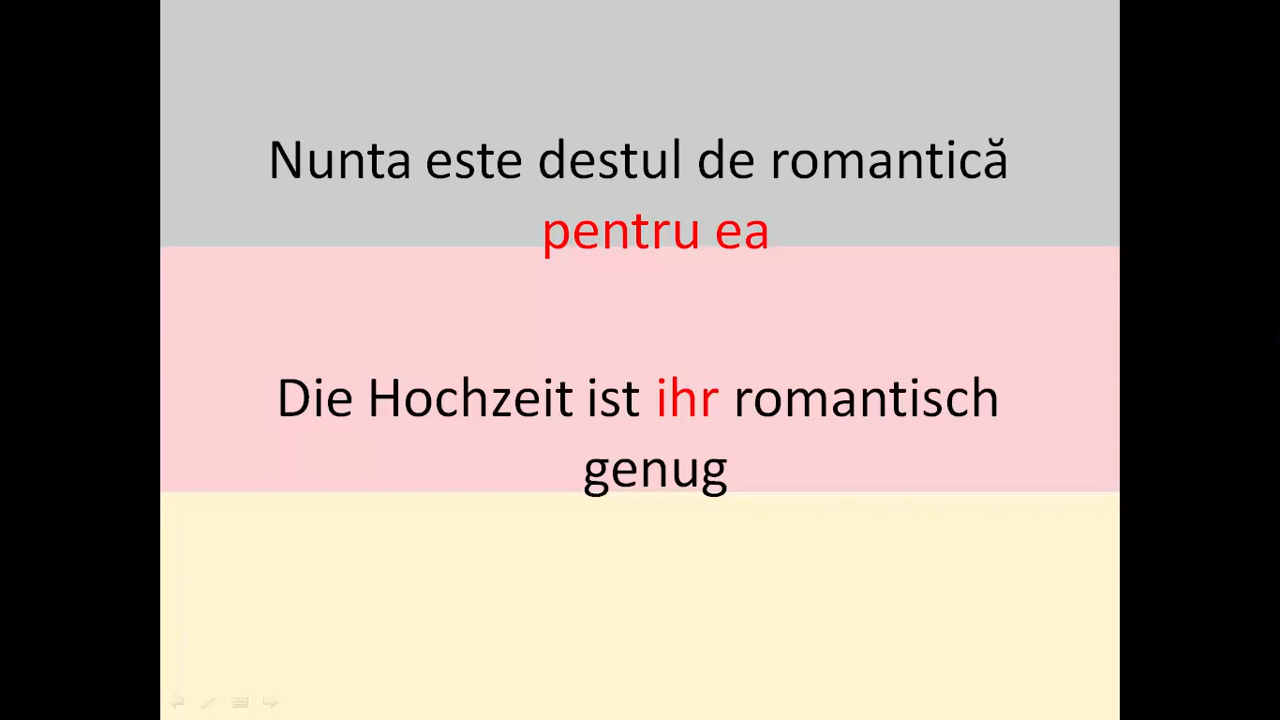 Nunta este destul de romantică
pentru ea
Die Hochzeit ist ihr romantisch
genug